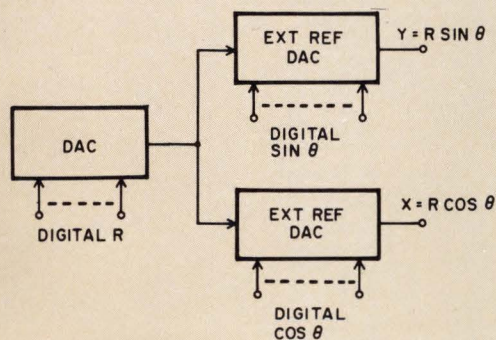 EXT REF
DAC
Y = R SIN θ
DIGITAL
SIN θ
DAC
DIGITAL R
EXT REF
DAC
X = R COS θ
DIGITAL
COS θ